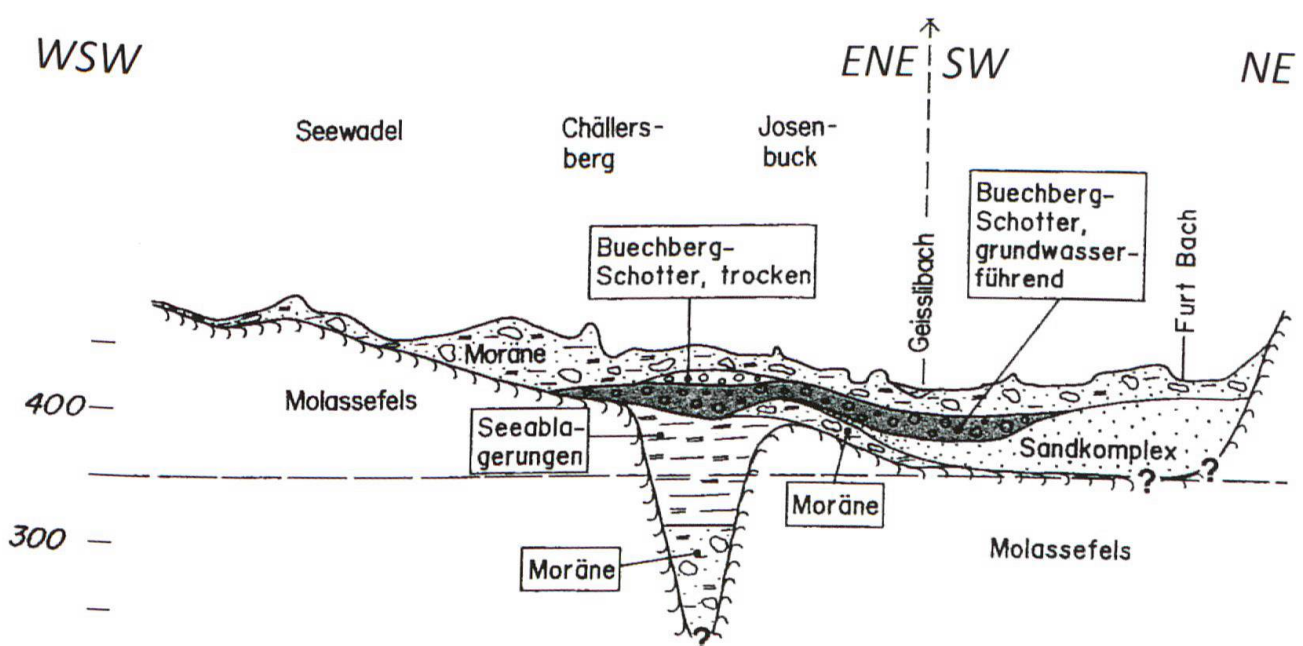 WSW
ENE
SW
NE
Seewadel
Chällers-
berg
Josen-
buck
Buechberg-
Schotter,
grundwasser-
führend
Buechberg-
Schotter, trocken
Geisslibach
Furt Bach
Moräne
Molassefels
400
Seeabla-
gerungen
Sandkomplex
?
?
Moräne
300
Molassefels
Moräne
?